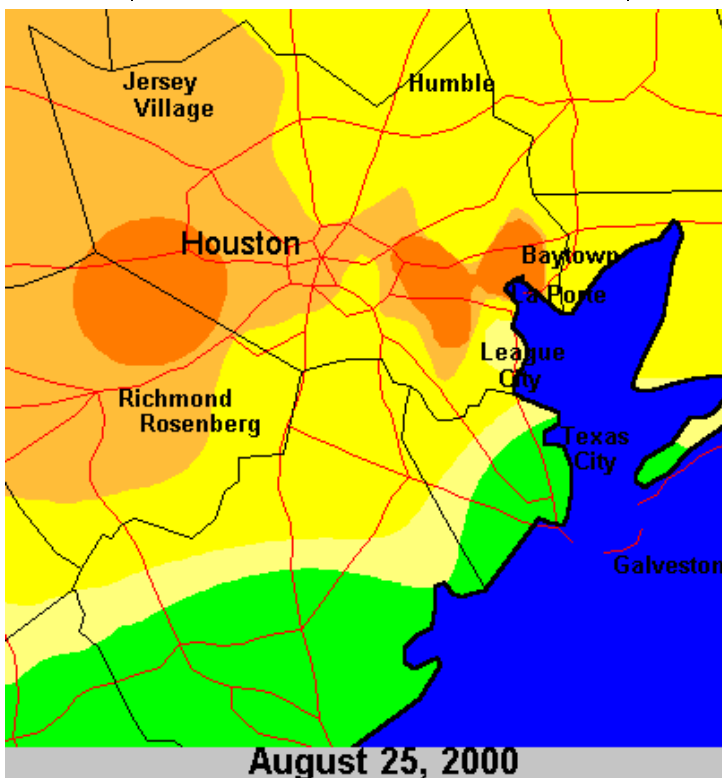 Jersey
Village
Humble
Houston
Baytown
La Porte
League
City
Richmond
Rosenberg
Texas
City
Galveston
August 25, 2000